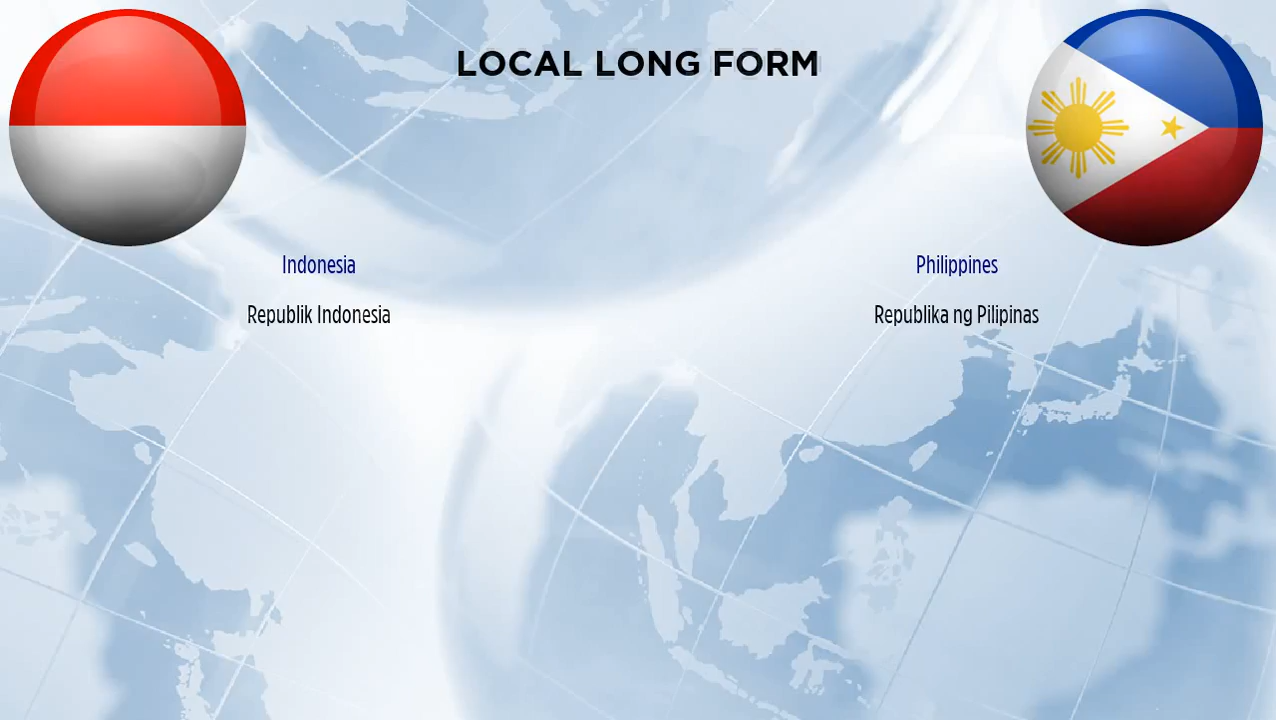 LOCAL LONG FORM
Indonesia
Philippines
Republik Indonesia
Republika ng Pilipinas